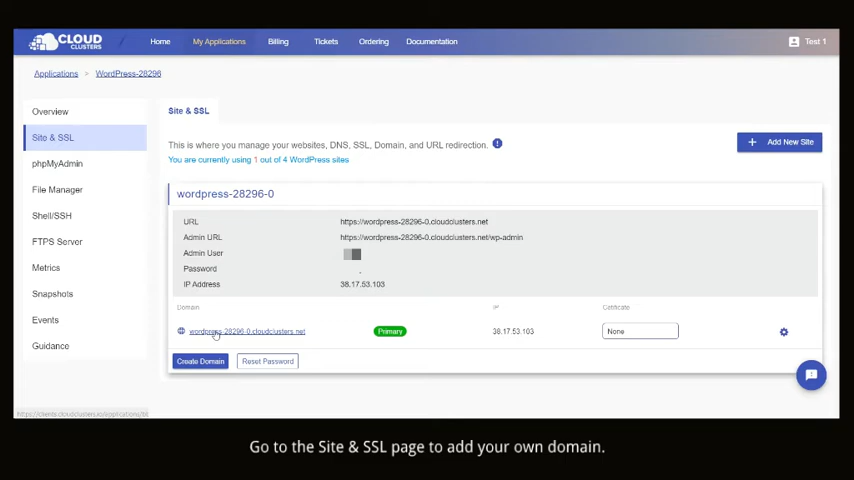 CLOUD
CLUSTERS
Home
My Applications
Billing
Tickets
Ordering
Documentation
Test 1
Applications > WordPress-28296
Overview
Site & SSL
phpMyAdmin
File Manager
Shell/SSH
FTPS Server
Metrics
Snapshots
Events
Guidance
Site & SSL
This is where you manage your websites, DNS, SSL, Domain, and URL redirection.
You are currently using 1 out of 4 WordPress sites
+ Add New Site
wordpress-28296-0
URL https://wordpress-28296-0.cloudclusters.net
Admin URL https://wordpress-28296-0.cloudclusters.net/wp-admin
Admin User
Password
IP Address 38.17.53.103
Domain IP Certificate
wordpress-28296-0.cloudclusters.net Primary 38.17.53.103 None
Create Domain Reset Password
Go to the Site & SSL page to add your own domain.